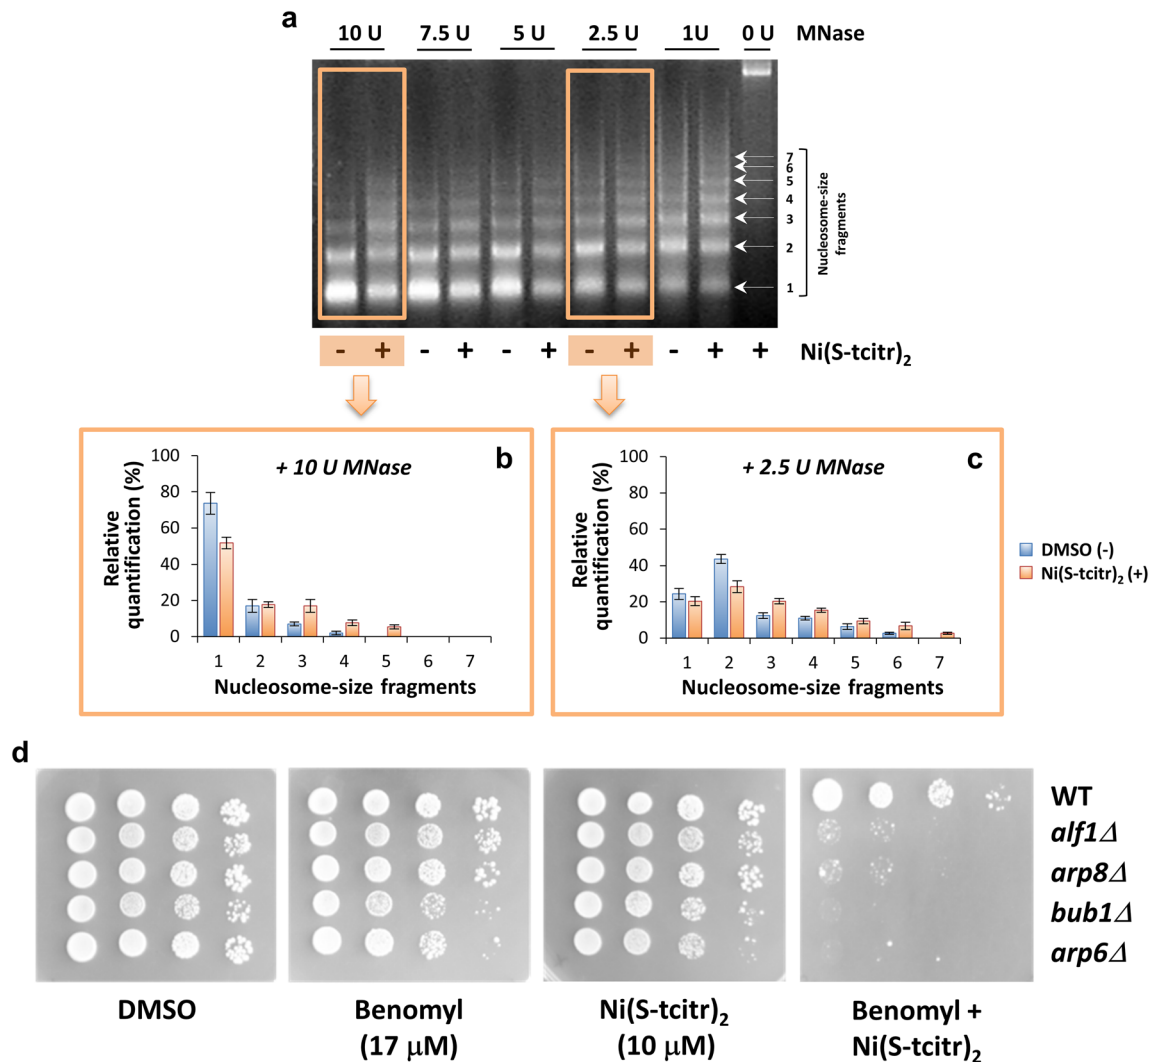 a
10 U 7.5 U 5 U 2.5 U 1U 0 U MNase
7
6
5
4
3
2
1
Nucleosome-size
fragments
- + - + - + - + - + + Ni(S-tcitr)2
b
+ 10 U MNase
Relative
quantification (%)
100
80
60
40
20
0
1 2 3 4 5 6 7
Nucleosome-size fragments
c
+ 2.5 U MNase
Relative
quantification (%)
100
80
60
40
20
0
1 2 3 4 5 6 7
Nucleosome-size fragments
DMSO (-)
Ni(S-tcitr)2 (+)
d
WT
alf1Δ
arp8Δ
bub1Δ
arp6Δ
DMSO
Benomyl
(17 μM)
Ni(S-tcitr)2
(10 μM)
Benomyl +
Ni(S-tcitr)2